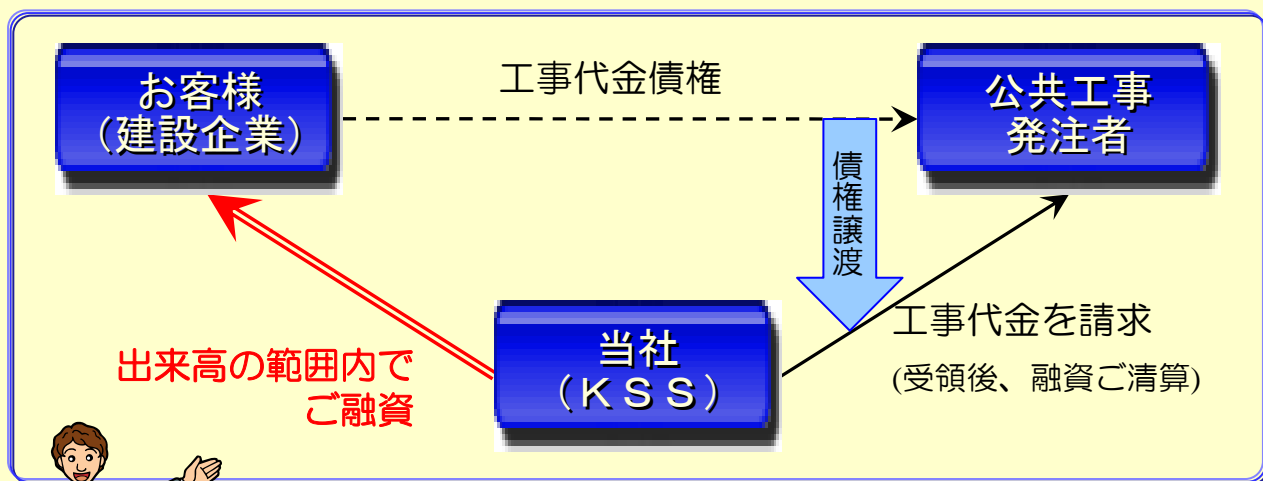 お客様
（建設企業）
工事代金債権
公共工事
発注者
債権譲渡
出来高の範囲内で
ご融資
当社
（ＫＳＳ）
工事代金を請求
(受領後、融資ご清算)